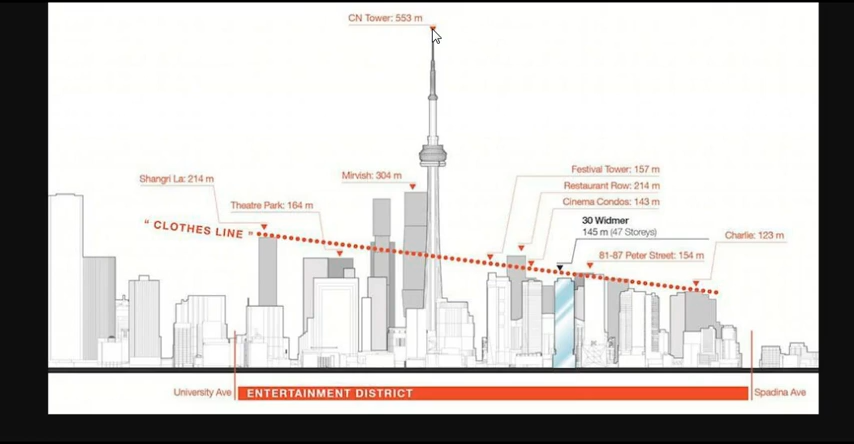 CN Tower: 553 m
Shangri La: 214 m
Mirvish: 304 m
Festival Tower: 157 m
Restaurant Row: 214 m
Cinema Condos: 143 m
Theatre Park: 164 m
30 Widmer
145 m (47 Storeys)
" CLOTHES LINE "
Charlie: 123 m
81-87 Peter Street: 154 m
University Ave
ENTERTAINMENT DISTRICT
Spadina Ave